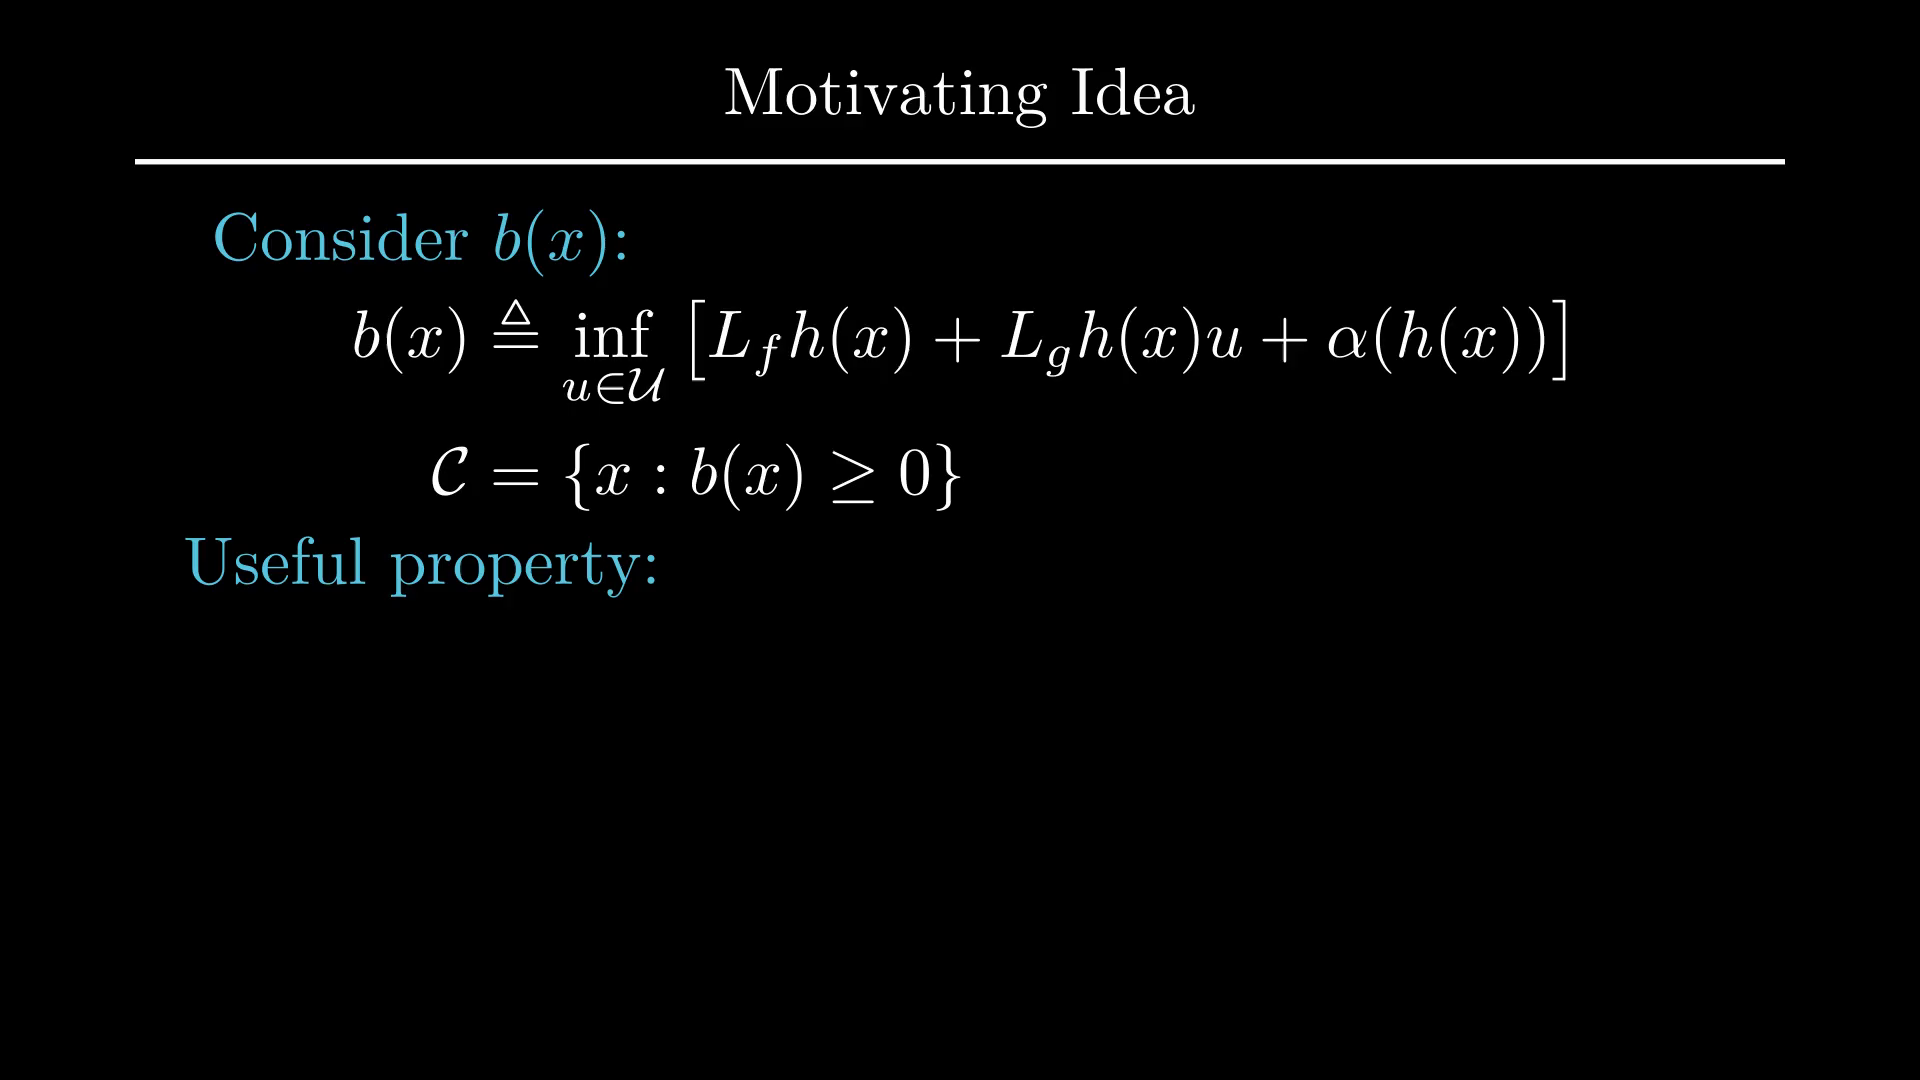 Motivating Idea
Consider b(x):
b(x) ≜ inf_{u∈𝒰} [L_f h(x) + L_g h(x)u + α(h(x))]
𝒞 = {x : b(x) ≥ 0}
Useful property: